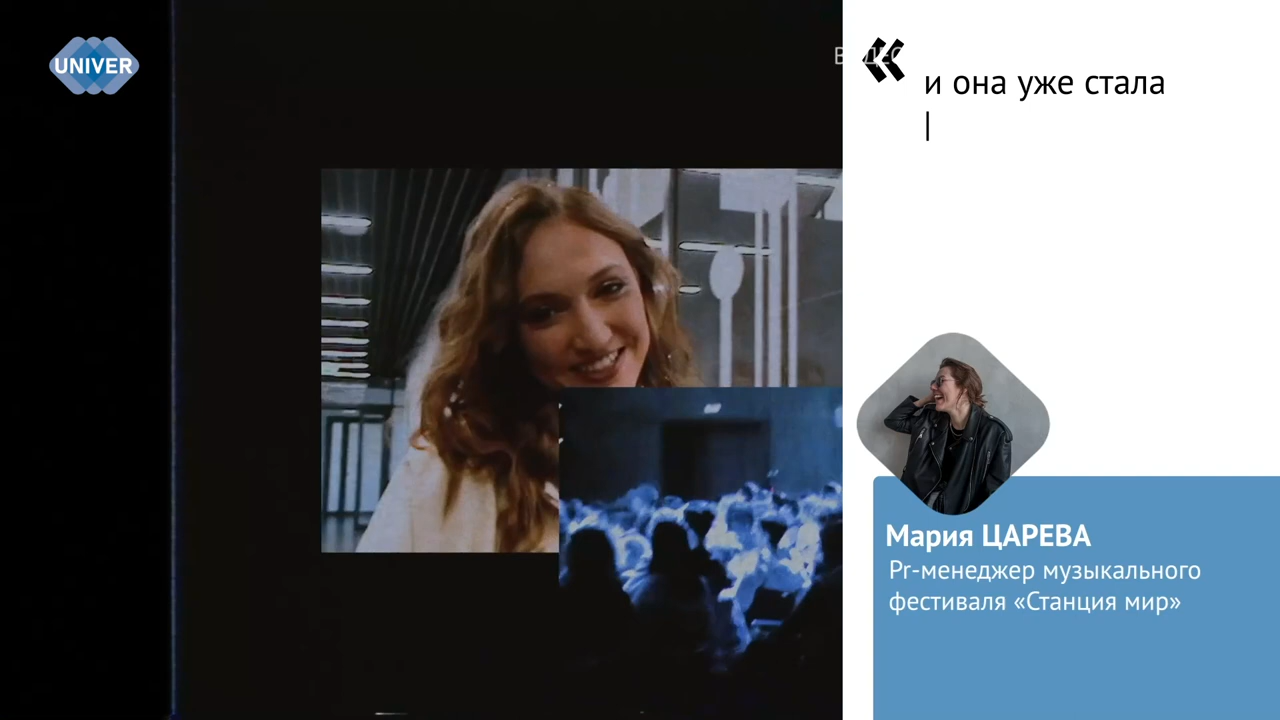 UNIVER
«
и она уже стала
Мария ЦАРЕВА
Pr-менеджер музыкального
фестиваля «Станция мир»